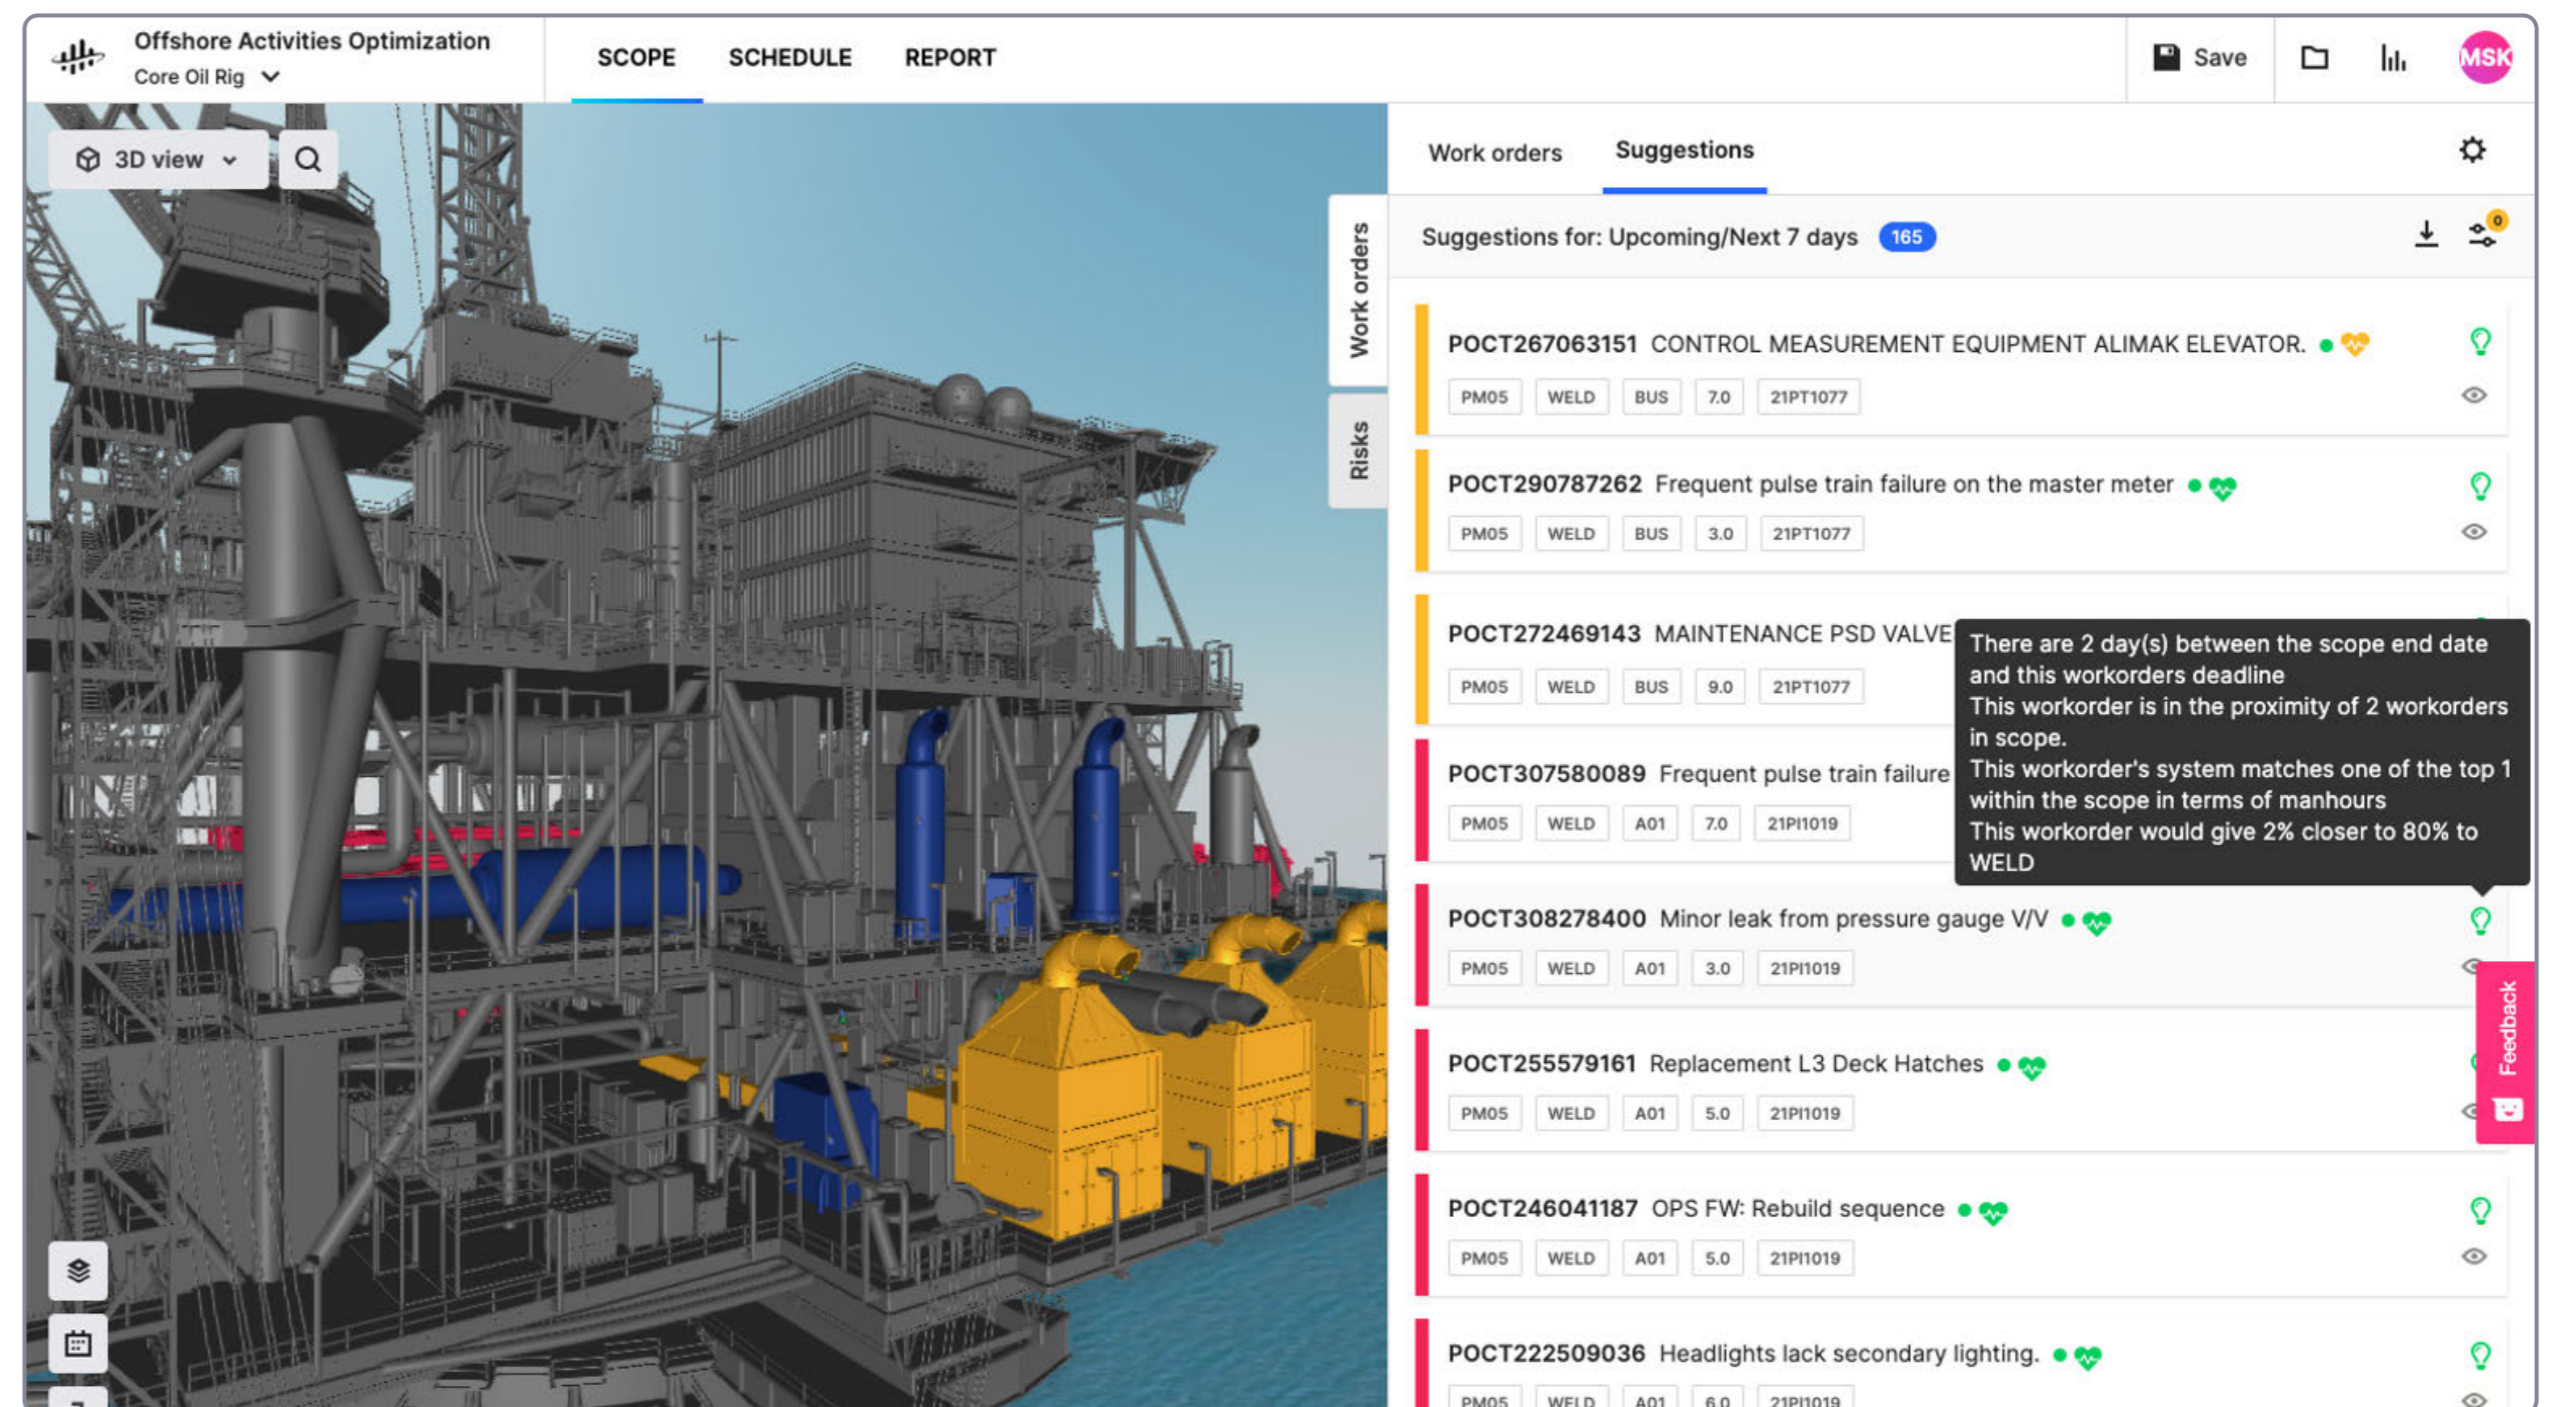 Offshore Activities Optimization
Core Oil Rig
SCOPE
SCHEDULE
REPORT
Save
MSK
3D view
Work orders
Risks
Work orders
Suggestions
Suggestions for: Upcoming/Next 7 days 165
0
POCT267063151 CONTROL MEASUREMENT EQUIPMENT ALIMAK ELEVATOR.
PM05 WELD BUS 7.0 21PT1077
POCT290787262 Frequent pulse train failure on the master meter
PM05 WELD BUS 3.0 21PT1077
POCT272469143 MAINTENANCE PSD VALVE
PM05 WELD BUS 9.0 21PT1077
POCT307580089 Frequent pulse train failure
PM05 WELD A01 7.0 21PI1019
There are 2 day(s) between the scope end date
and this workorders deadline
This workorder is in the proximity of 2 workorders
in scope.
This workorder's system matches one of the top 1
within the scope in terms of manhours
This workorder would give 2% closer to 80% to
WELD
POCT308278400 Minor leak from pressure gauge V/V
PM05 WELD A01 3.0 21PI1019
Feedback
POCT255579161 Replacement L3 Deck Hatches
PM05 WELD A01 5.0 21PI1019
POCT246041187 OPS FW: Rebuild sequence
PM05 WELD A01 5.0 21PI1019
POCT222509036 Headlights lack secondary lighting.
PM05 WELD A01 6.0 21PI1019